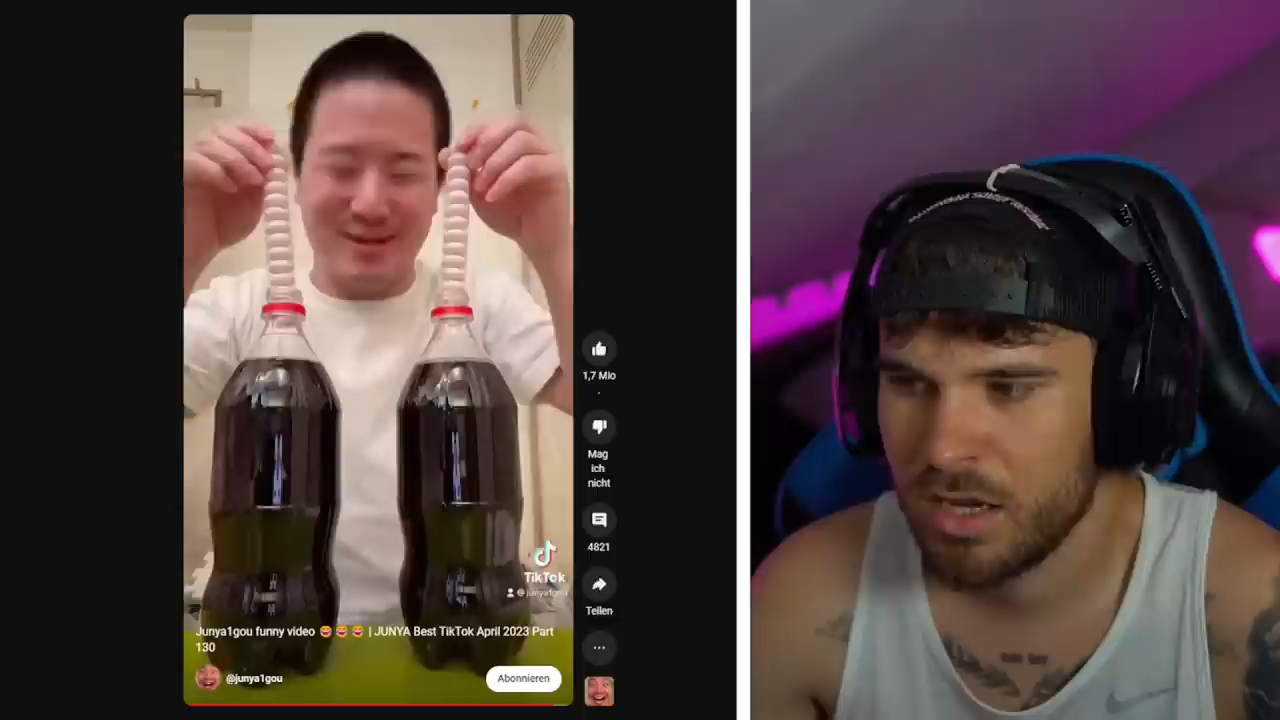 1,7 Mio
.
Mag
ich
nicht
4821
TikTok
@junya1gou
Teilen
Junya1gou funny video 😆 😆 😆 | JUNYA Best TikTok April 2023 Part
130
@junya1gou
Abonnieren